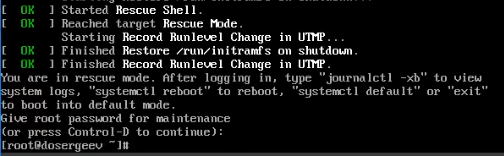 [  OK  ] Started Rescue Shell.
[  OK  ] Reached target Rescue Mode.
Starting Record Runlevel Change in UTMP...
[  OK  ] Finished Restore /run/initramfs on shutdown.
[  OK  ] Finished Record Runlevel Change in UTMP.
You are in rescue mode. After logging in, type "journalctl -xb" to view
system logs, "systemctl reboot" to reboot, "systemctl default" or "exit"
to boot into default mode.
Give root password for maintenance
(or press Control-D to continue):
[root@dosergeev ~]#